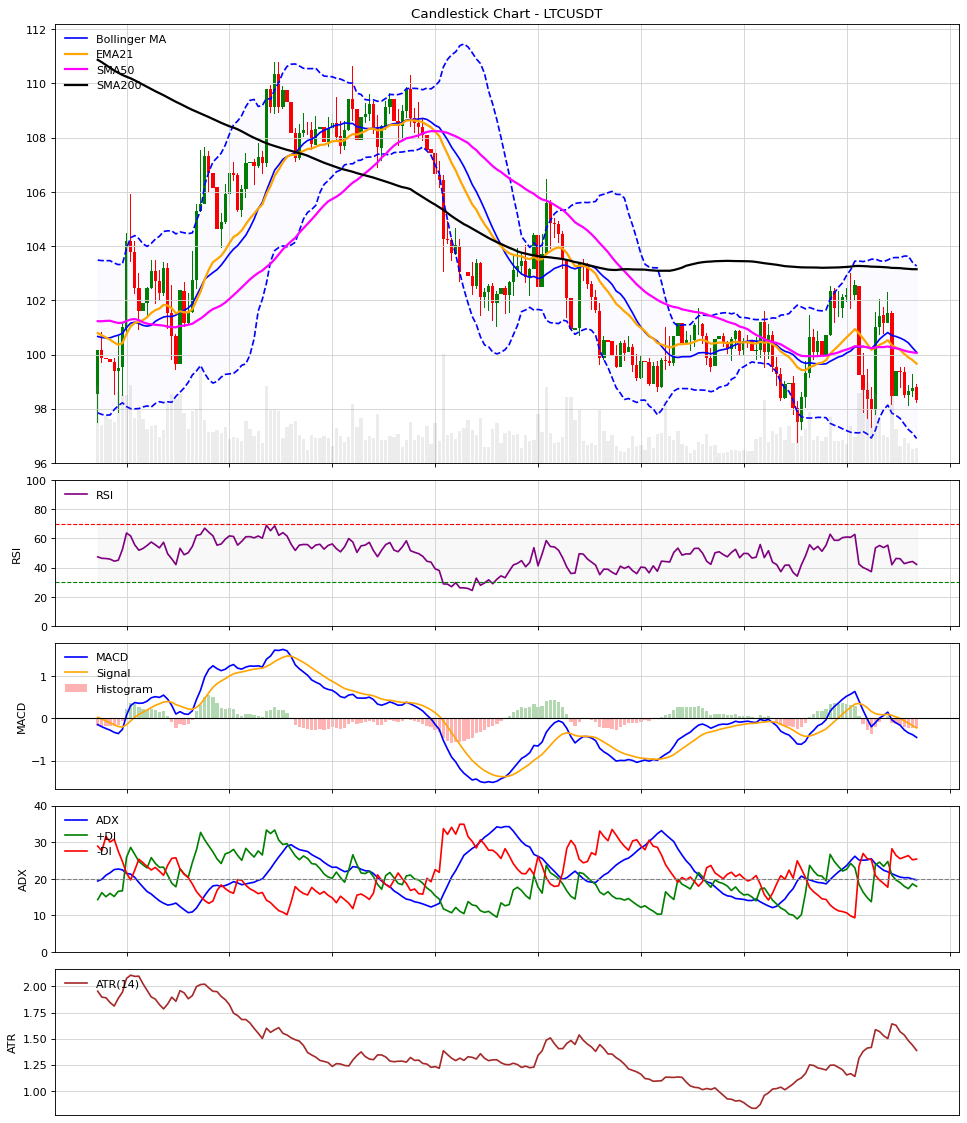 Candlestick Chart - LTCUSDT
112
110
108
106
104
102
100
98
96
Bollinger MA
EMA21
SMA50
SMA200
100
80
60
40
20
0
RSI
RSI
1
0
−1
MACD
MACD
Signal
Histogram
40
30
20
10
0
ADX
ADX
+DI
-DI
2.00
1.75
1.50
1.25
1.00
ATR
ATR(14)